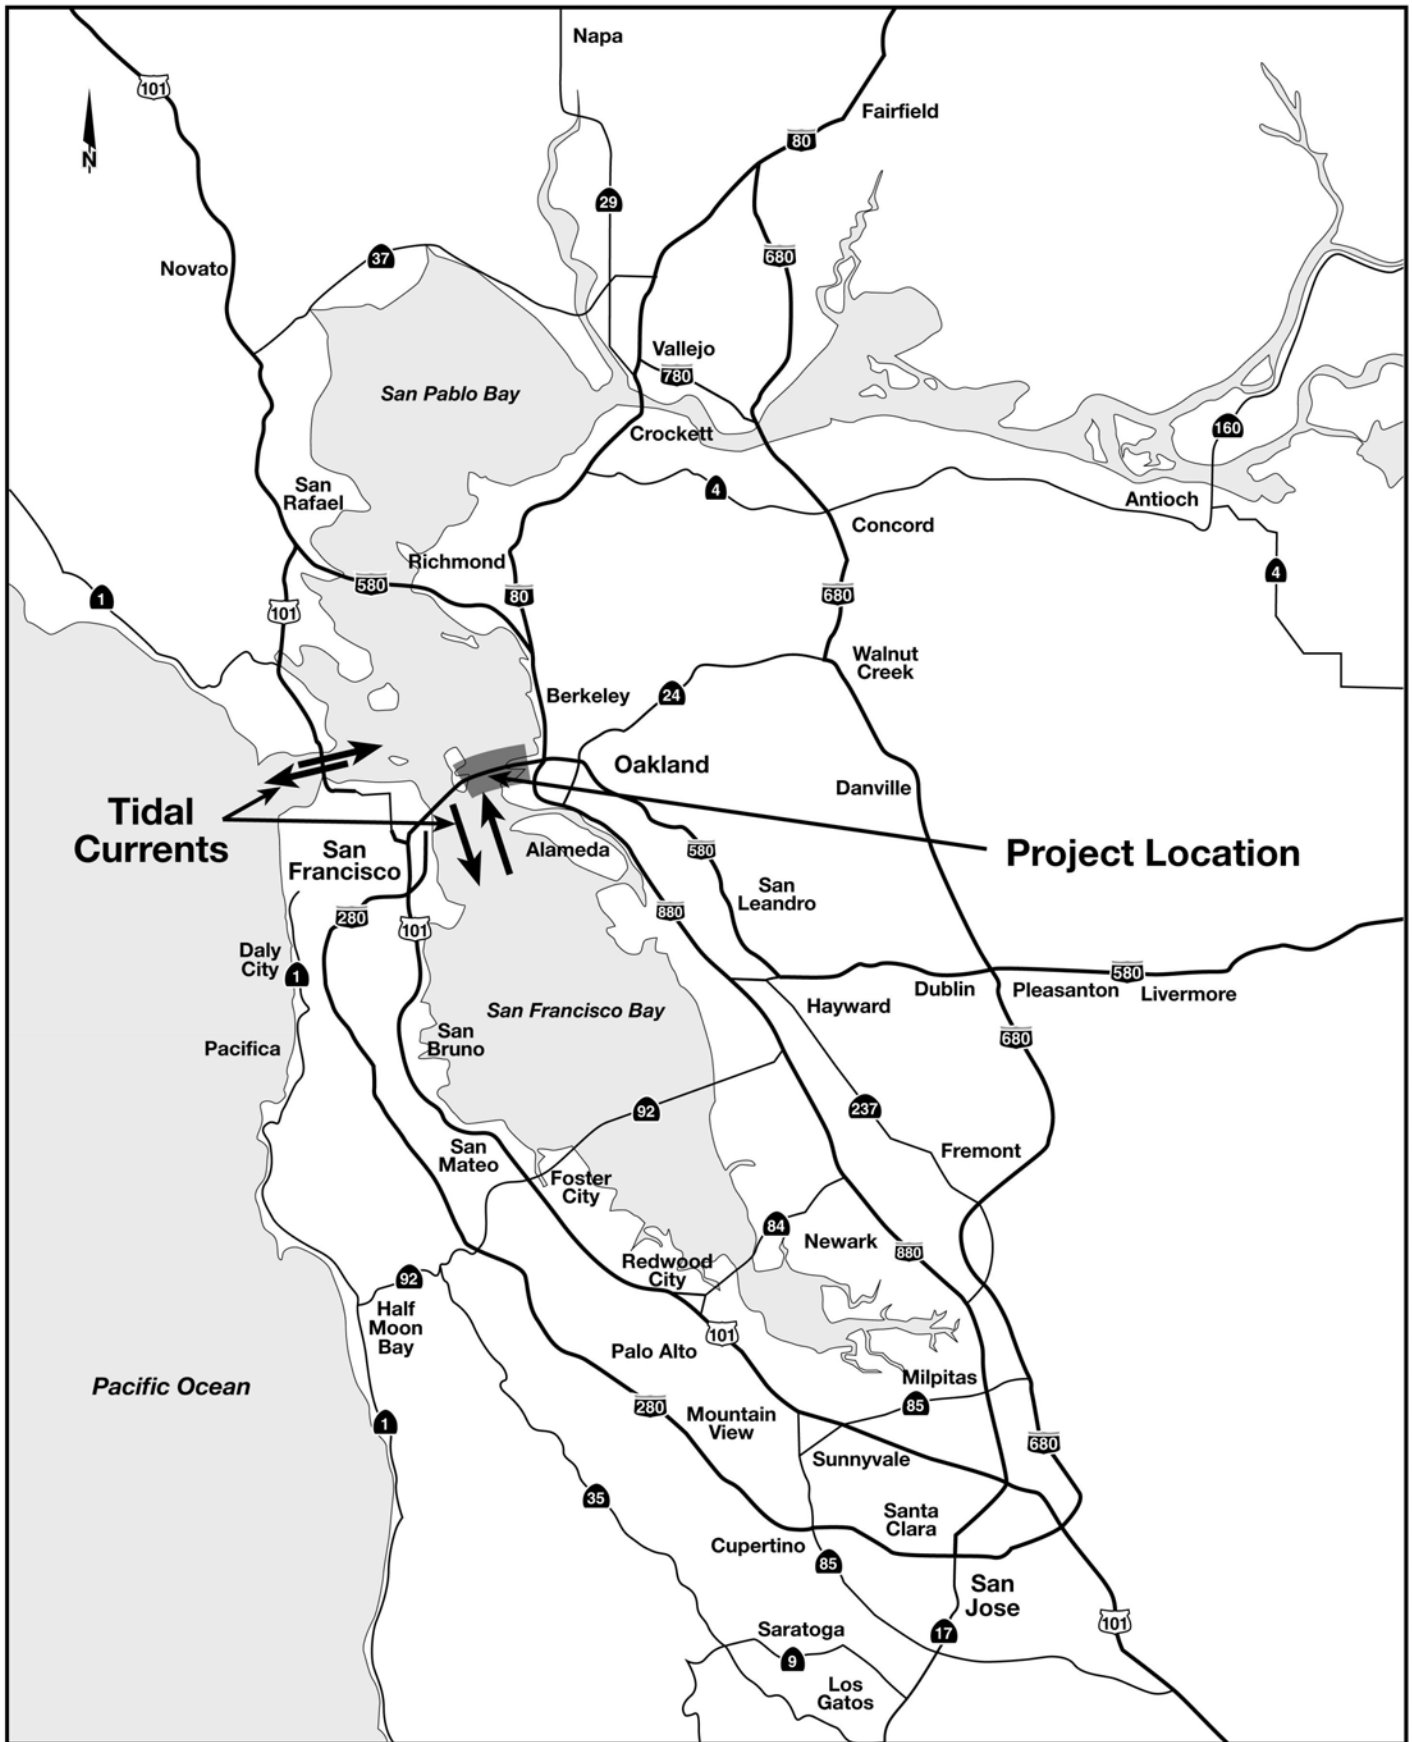 Napa
Fairfield
101
80
N
29
Novato
37
680
Vallejo
780
San Pablo Bay
Crockett
160
San
Rafael
4
Antioch
Concord
Richmond
580
80
680
4
1
101
Walnut
Creek
Berkeley
24
Oakland
Danville
Tidal
Currents
San
Francisco
Alameda
580
Project Location
San
Leandro
280
101
880
Daly
City
1
580
Dublin
Pleasanton
Livermore
Hayward
San Francisco Bay
San
Bruno
680
Pacifica
92
237
San
Mateo
Fremont
Foster
City
84
Newark
880
Redwood
City
92
Half
Moon
Bay
101
Palo Alto
Pacific Ocean
Milpitas
85
280
Mountain
View
1
680
Sunnyvale
35
Santa
Clara
Cupertino
85
San
Jose
101
Saratoga
17
9
Los
Gatos